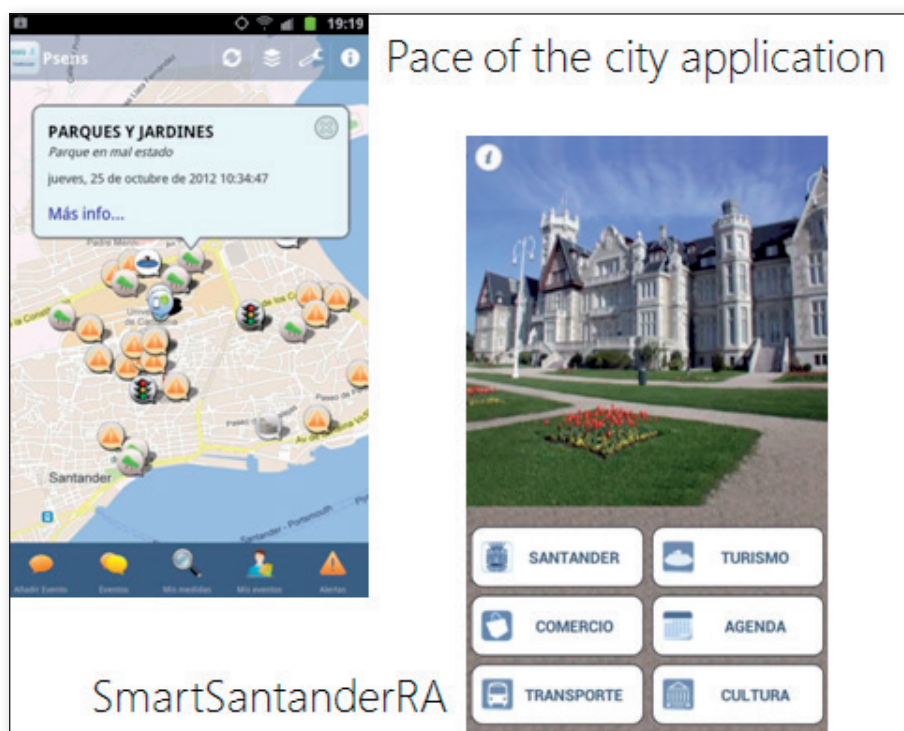 19:19
Psens
Pace of the city application
PARQUES Y JARDINES
Parque en mal estado
jueves, 25 de octubre de 2012 10:34:47
Más info...
Santander
Santander - Portsmouth
Añadir Evento
Eventos
Mis medidas
Mis eventos
Alertas
SANTANDER
TURISMO
COMERCIO
AGENDA
TRANSPORTE
CULTURA
SmartSantanderRA